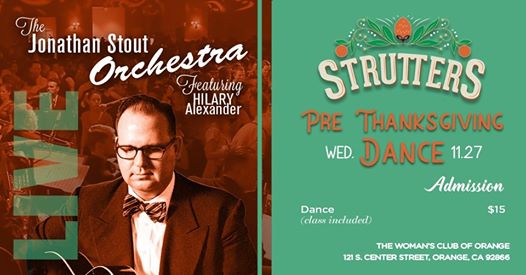 The
Jonathan Stout
Orchestra
Featuring
HILARY
Alexander
LIVE
STRUTTERS
PRE THANKSGIVING
WED. DANCE 11.27
Admission
Dance $15
(class included)
THE WOMAN'S CLUB OF ORANGE
121 S. CENTER STREET, ORANGE, CA 92866